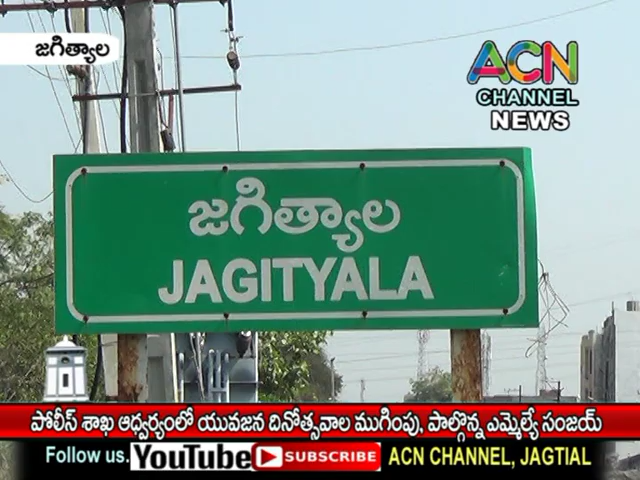 జగిత్యాల
ACN
CHANNEL
NEWS
జగిత్యాల
JAGITYALA
పోలీస్ శాఖ ఆధ్వర్యంలో యువజన దినోత్సవాల ముగింపు, పాల్గొన్న ఎమ్మెల్యే సంజయ్
Follow us. YouTube SUBSCRIBE ACN CHANNEL, JAGTIAL